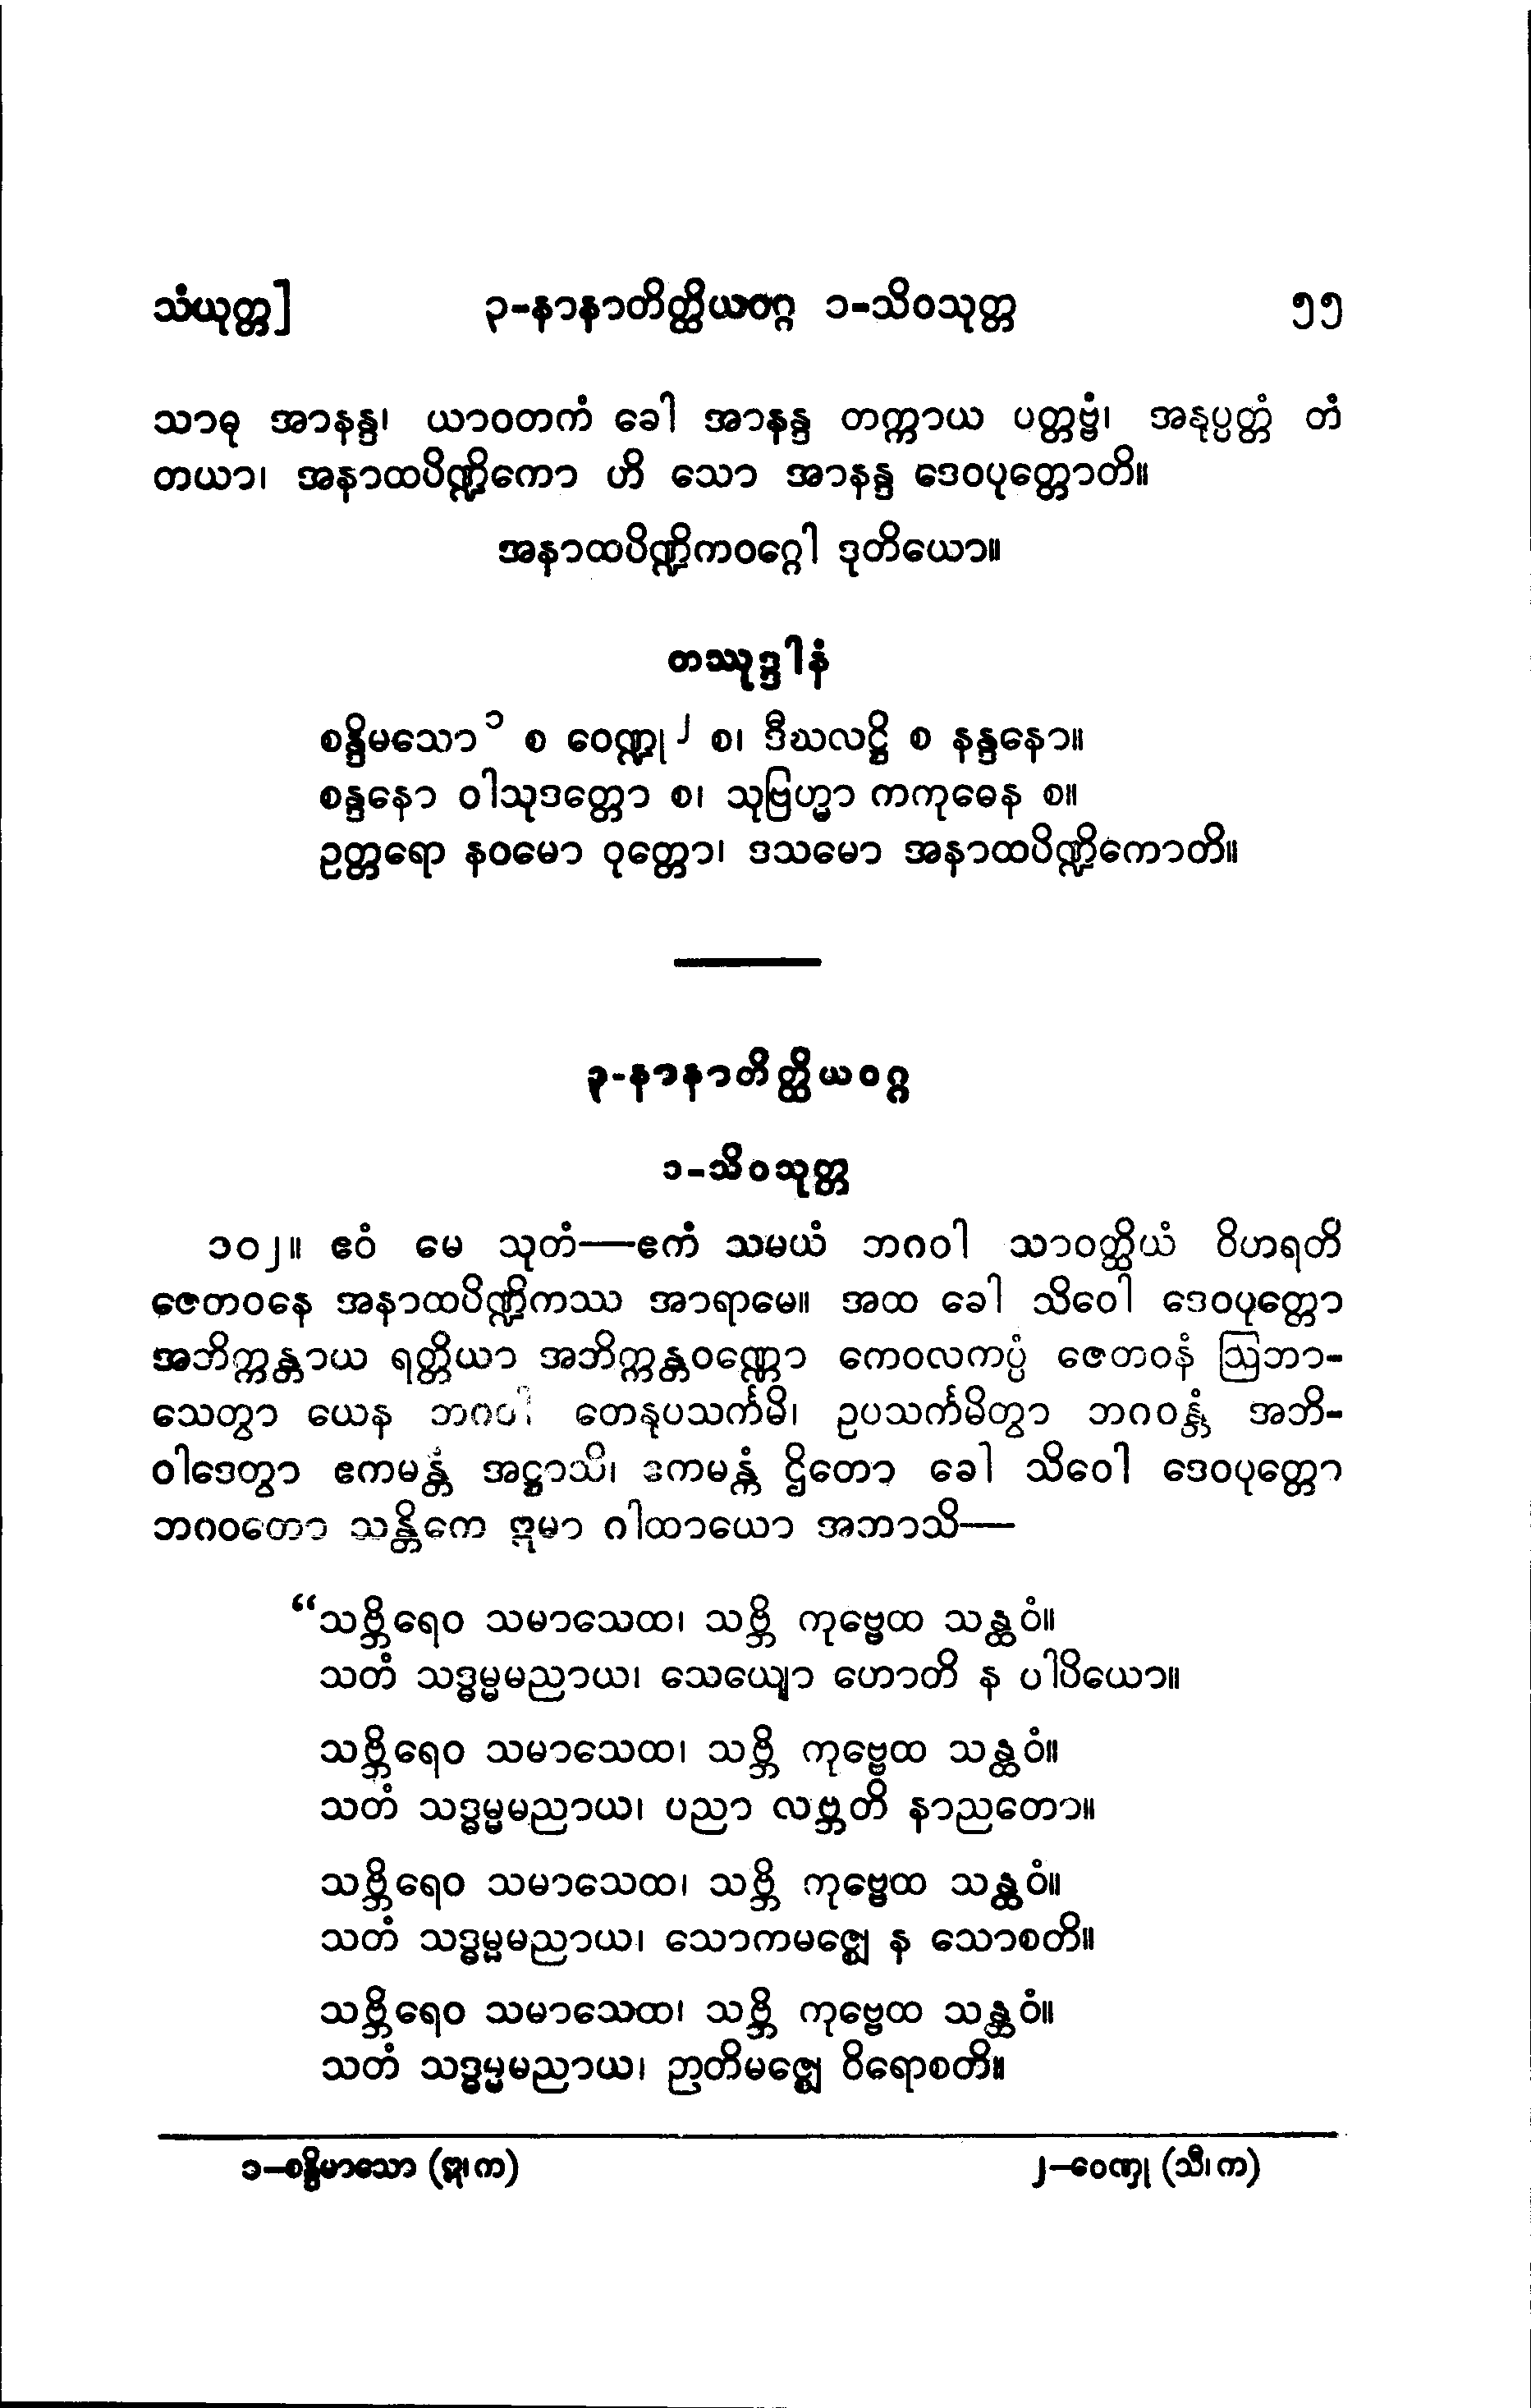 သံယုတ္တ] ၃-နာနာတိတ္ထိယဝဂ္ဂ ၁-သိဝသုတ္တ ၅၅
သာဓု အာနန္ဒ၊ ယာဝတကံ ခေါ အာနန္ဒ တက္ကာယ ပတ္တဗ္ဗံ၊ အနုပ္ပတ္တံ တံ
တယာ၊ အနာထပိဏ္ဍိကော ဟိ သော အာနန္ဒ ဒေဝပုတ္တောတိ။
အနာထပိဏ္ဍိကဝဂ္ဂေါ ဒုတိယော။
တဿုဒ္ဒါနံ
စန္ဒိမသော၁ စ ဝေဏ္ဍု၂ စ၊ ဒီဃလဋ္ဌိ စ နန္ဒနော။
စန္ဒနော ဝါသုဒတ္တော စ၊ သုဗြဟ္မာ ကကုဓေန စ။
ဥတ္တရော နဝမော ဝုတ္တော၊ ဒသမော အနာထပိဏ္ဍိကောတိ။
၃-နာနာတိတ္ထိယဝဂ္ဂ
၁-သိဝသုတ္တ
၁၀၂။ ဧဝံ မေ သုတံ—ဧကံ သမယံ ဘဂဝါ သာဝတ္ထိယံ ဝိဟရတိ
ဇေတဝနေ အနာထပိဏ္ဍိကဿ အာရာမေ။ အထ ခေါ သိဝေါ ဒေဝပုတ္တော
အဘိက္ကန္တာယ ရတ္တိယာ အဘိက္ကန္တဝဏ္ဏော ကေဝလကပ္ပံ ဇေတဝနံ ဩဘာ-
သေတွာ ယေန ဘဂဝါ တေနုပသင်္ကမိ၊ ဥပသင်္ကမိတွာ ဘဂဝန္တံ အဘိ-
ဝါဒေတွာ ဧကမန္တံ အဋ္ဌာသိ၊ ဧကမန္တံ ဌိတော ခေါ သိဝေါ ဒေဝပုတ္တော
ဘဂဝတော သန္တိကေ ဣမာ ဂါထာယော အဘာသိ—
“သဗ္ဘိရေဝ သမာသေထ၊ သဗ္ဘိ ကုဗ္ဗေထ သန္ထဝံ။
သတံ သဒ္ဓမ္မမညာယ၊ သေယျော ဟောတိ န ပါပိယော။
သဗ္ဘိရေဝ သမာသေထ၊ သဗ္ဘိ ကုဗ္ဗေထ သန္ထဝံ။
သတံ သဒ္ဓမ္မမညာယ၊ ပညာ လဗ္ဘတိ နာညတော။
သဗ္ဘိရေဝ သမာသေထ၊ သဗ္ဘိ ကုဗ္ဗေထ သန္ထဝံ။
သတံ သဒ္ဓမ္မမညာယ၊ သောကမဇ္ဈေ န သောစတိ။
သဗ္ဘိရေဝ သမာသေထ၊ သဗ္ဘိ ကုဗ္ဗေထ သန္ထဝံ။
သတံ သဒ္ဓမ္မမညာယ၊ ဉာတိမဇ္ဈေ ဝိရောစတိ။
၁—စန္ဒိမာသော (ဣ၊ က) ၂—ဝေဏှု (သီ၊ က)